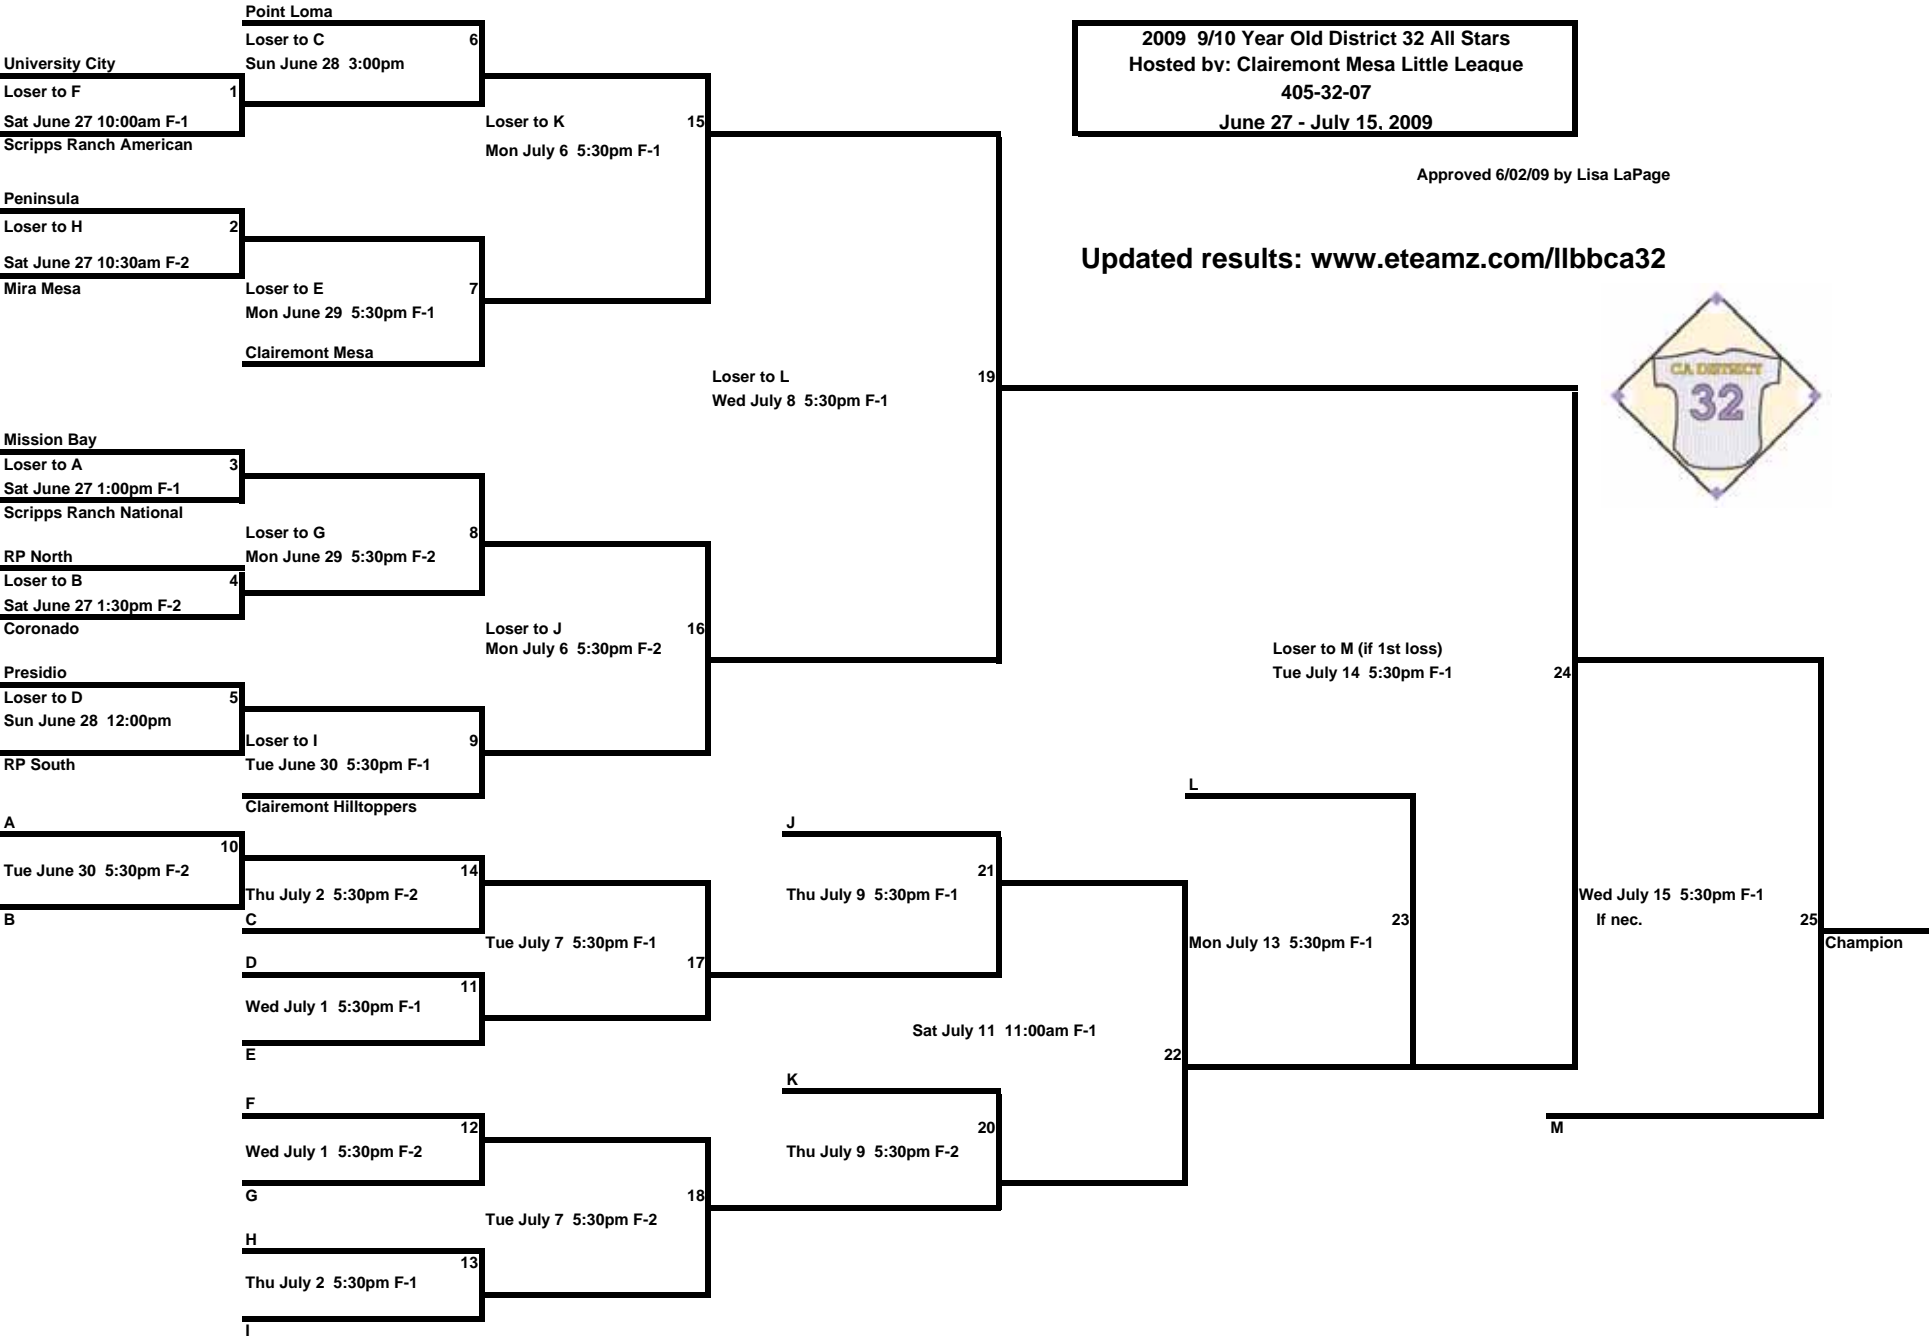 Point Loma
Loser to C 6
Sun June 28 3:00pm
University City
Loser to F 1
Sat June 27 10:00am F-1
Scripps Ranch American
Loser to K 15
Mon July 6 5:30pm F-1
2009 9/10 Year Old District 32 All Stars
Hosted by: Clairemont Mesa Little League
405-32-07
June 27 - July 15, 2009
Approved 6/02/09 by Lisa LaPage
Updated results: www.eteamz.com/llbbca32
CA DISTRICT
32
Peninsula
Loser to H 2
Sat June 27 10:30am F-2
Mira Mesa
Loser to E 7
Mon June 29 5:30pm F-1
Clairemont Mesa
Loser to L 19
Wed July 8 5:30pm F-1
Mission Bay
Loser to A 3
Sat June 27 1:00pm F-1
Scripps Ranch National
Loser to G 8
Mon June 29 5:30pm F-2
RP North
Loser to B 4
Sat June 27 1:30pm F-2
Coronado
Loser to J 16
Mon July 6 5:30pm F-2
Loser to M (if 1st loss)
Tue July 14 5:30pm F-1 24
Presidio
Loser to D 5
Sun June 28 12:00pm
RP South
Loser to I 9
Tue June 30 5:30pm F-1
Clairemont Hilltoppers
A
10
Tue June 30 5:30pm F-2
B
14
Thu July 2 5:30pm F-2
C
Tue July 7 5:30pm F-1
17
D
11
Wed July 1 5:30pm F-1
E
J
21
Thu July 9 5:30pm F-1
L
23
Mon July 13 5:30pm F-1
Wed July 15 5:30pm F-1
If nec. 25
Champion
Sat July 11 11:00am F-1
22
F
12
Wed July 1 5:30pm F-2
G
K
20
Thu July 9 5:30pm F-2
M
18
Tue July 7 5:30pm F-2
H
13
Thu July 2 5:30pm F-1
I